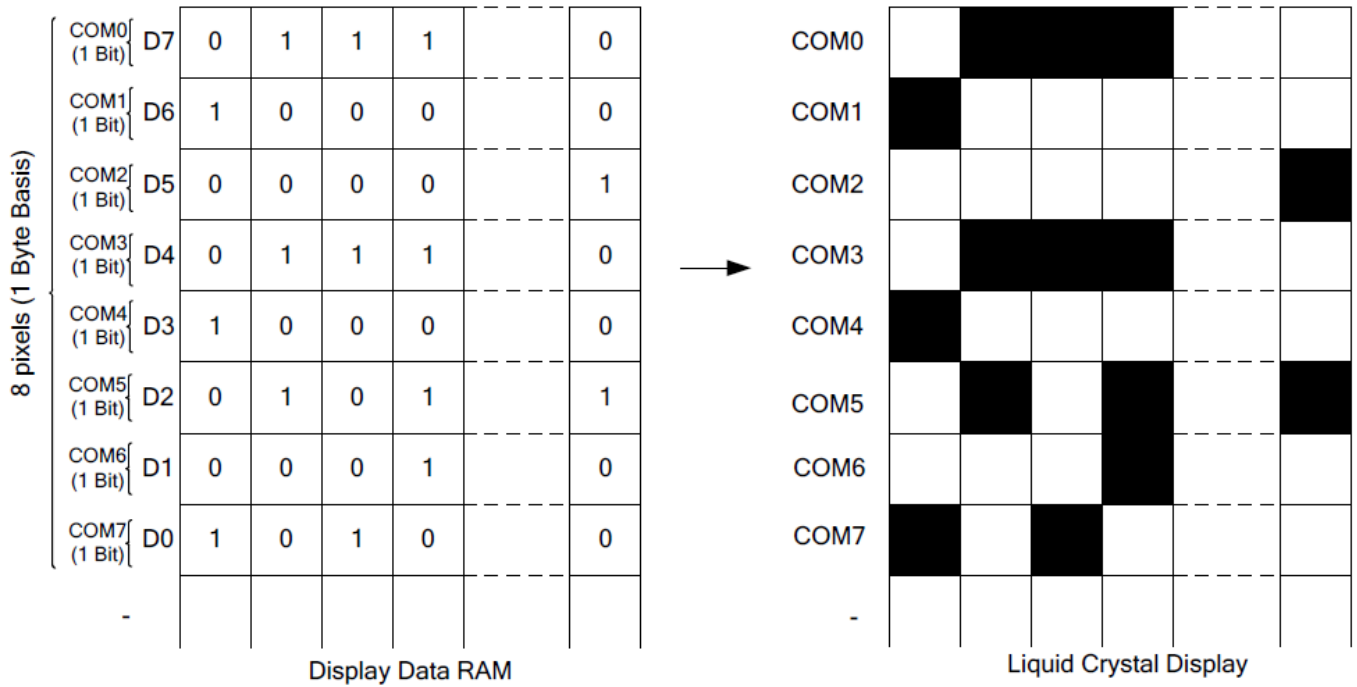 8 pixels (1 Byte Basis)
COM0 (1 Bit) D7 0 1 1 1 0
COM1 (1 Bit) D6 1 0 0 0 0
COM2 (1 Bit) D5 0 0 0 0 1
COM3 (1 Bit) D4 0 1 1 1 0
COM4 (1 Bit) D3 1 0 0 0 0
COM5 (1 Bit) D2 0 1 0 1 1
COM6 (1 Bit) D1 0 0 0 1 0
COM7 (1 Bit) D0 1 0 1 0 0
-
Display Data RAM
COM0
COM1
COM2
COM3
COM4
COM5
COM6
COM7
-
Liquid Crystal Display